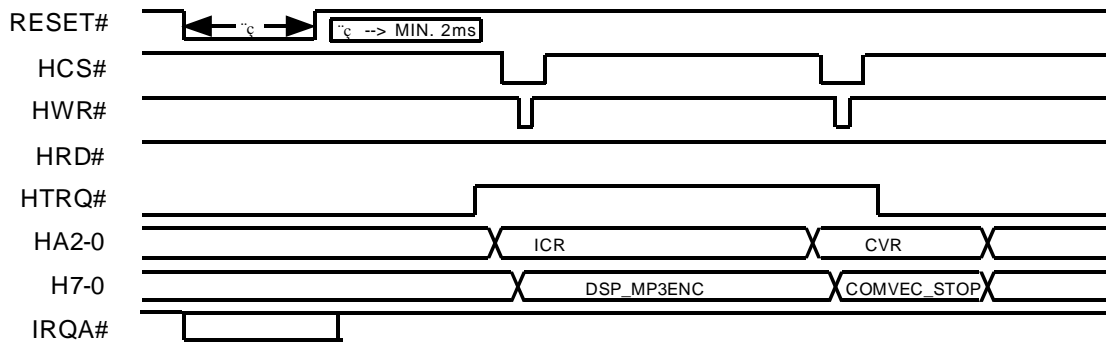 RESET# ¨ç ¨ç --> MIN. 2ms
HCS#
HWR#
HRD#
HTRQ#
HA2-0 ICR CVR
H7-0 DSP_MP3ENC COMVEC_STOP
IRQA#